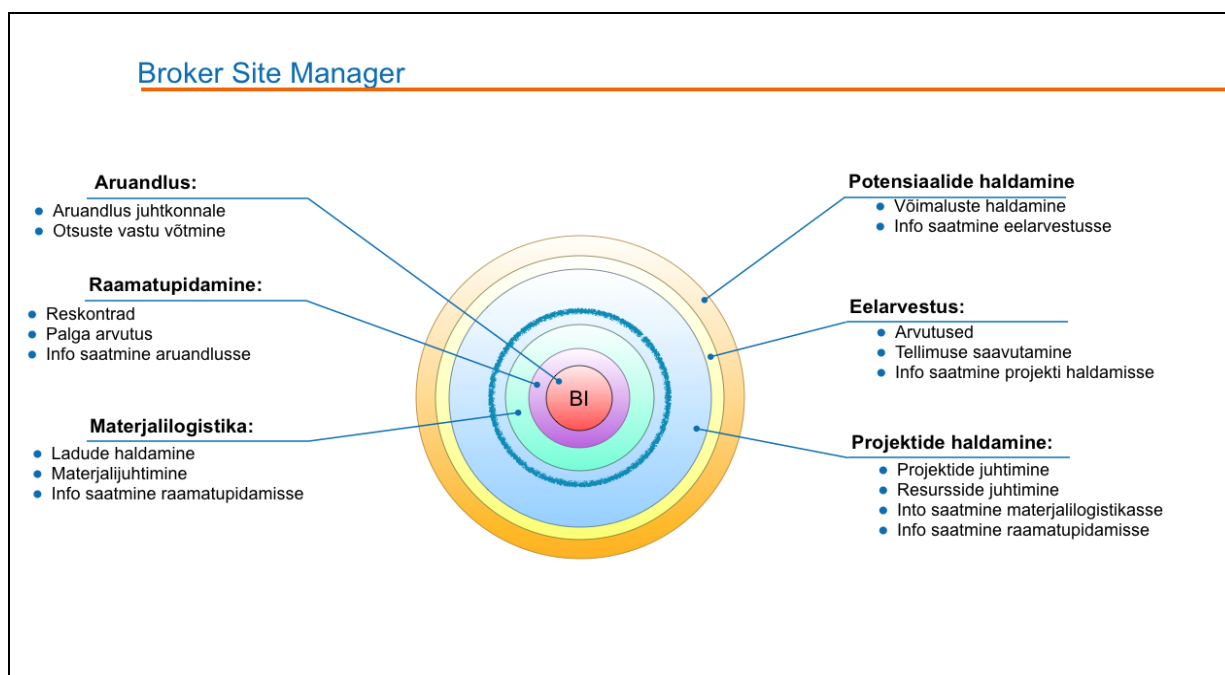 Broker Site Manager
Aruandlus:
● Aruandlus juhtkonnale
● Otsuste vastu võtmine
Raamatupidamine:
● Reskontrad
● Palga arvutus
● Info saatmine aruandlusse
Materjalilogistika:
● Ladude haldamine
● Materjalijuhtimine
● Info saatmine raamatupidamisse
BI
Potensiaalide haldamine
● Võimaluste haldamine
● Info saatmine eelarvestusse
Eelarvestus:
● Arvutused
● Tellimuse saavutamine
● Info saatmine projekti haldamisse
Projektide haldamine:
● Projektide juhtimine
● Resursside juhtimine
● Into saatmine materjalilogistikasse
● Info saatmine raamatupidamisse